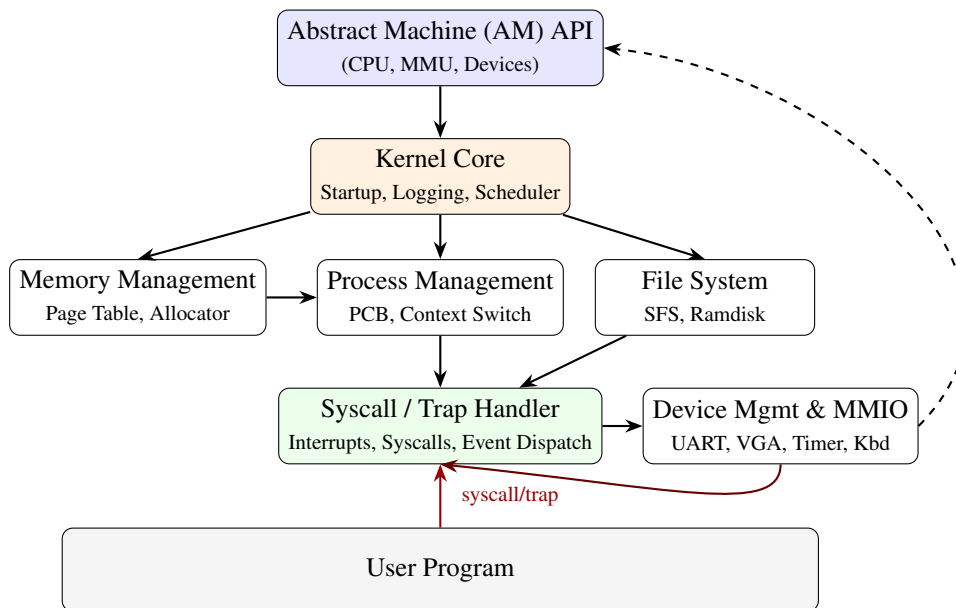 Abstract Machine (AM) API
(CPU, MMU, Devices)
Kernel Core
Startup, Logging, Scheduler
Memory Management
Page Table, Allocator
Process Management
PCB, Context Switch
File System
SFS, Ramdisk
Syscall / Trap Handler
Interrupts, Syscalls, Event Dispatch
Device Mgmt & MMIO
UART, VGA, Timer, Kbd
syscall/trap
User Program